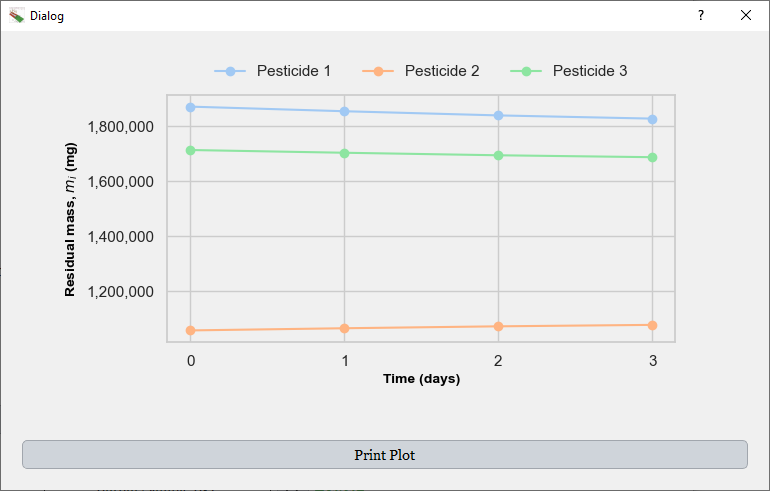 Dialog
?
Pesticide 1 Pesticide 2 Pesticide 3
1,800,000
1,600,000
1,400,000
1,200,000
Residual mass, mᵢ (mg)
0 1 2 3
Time (days)
Print Plot